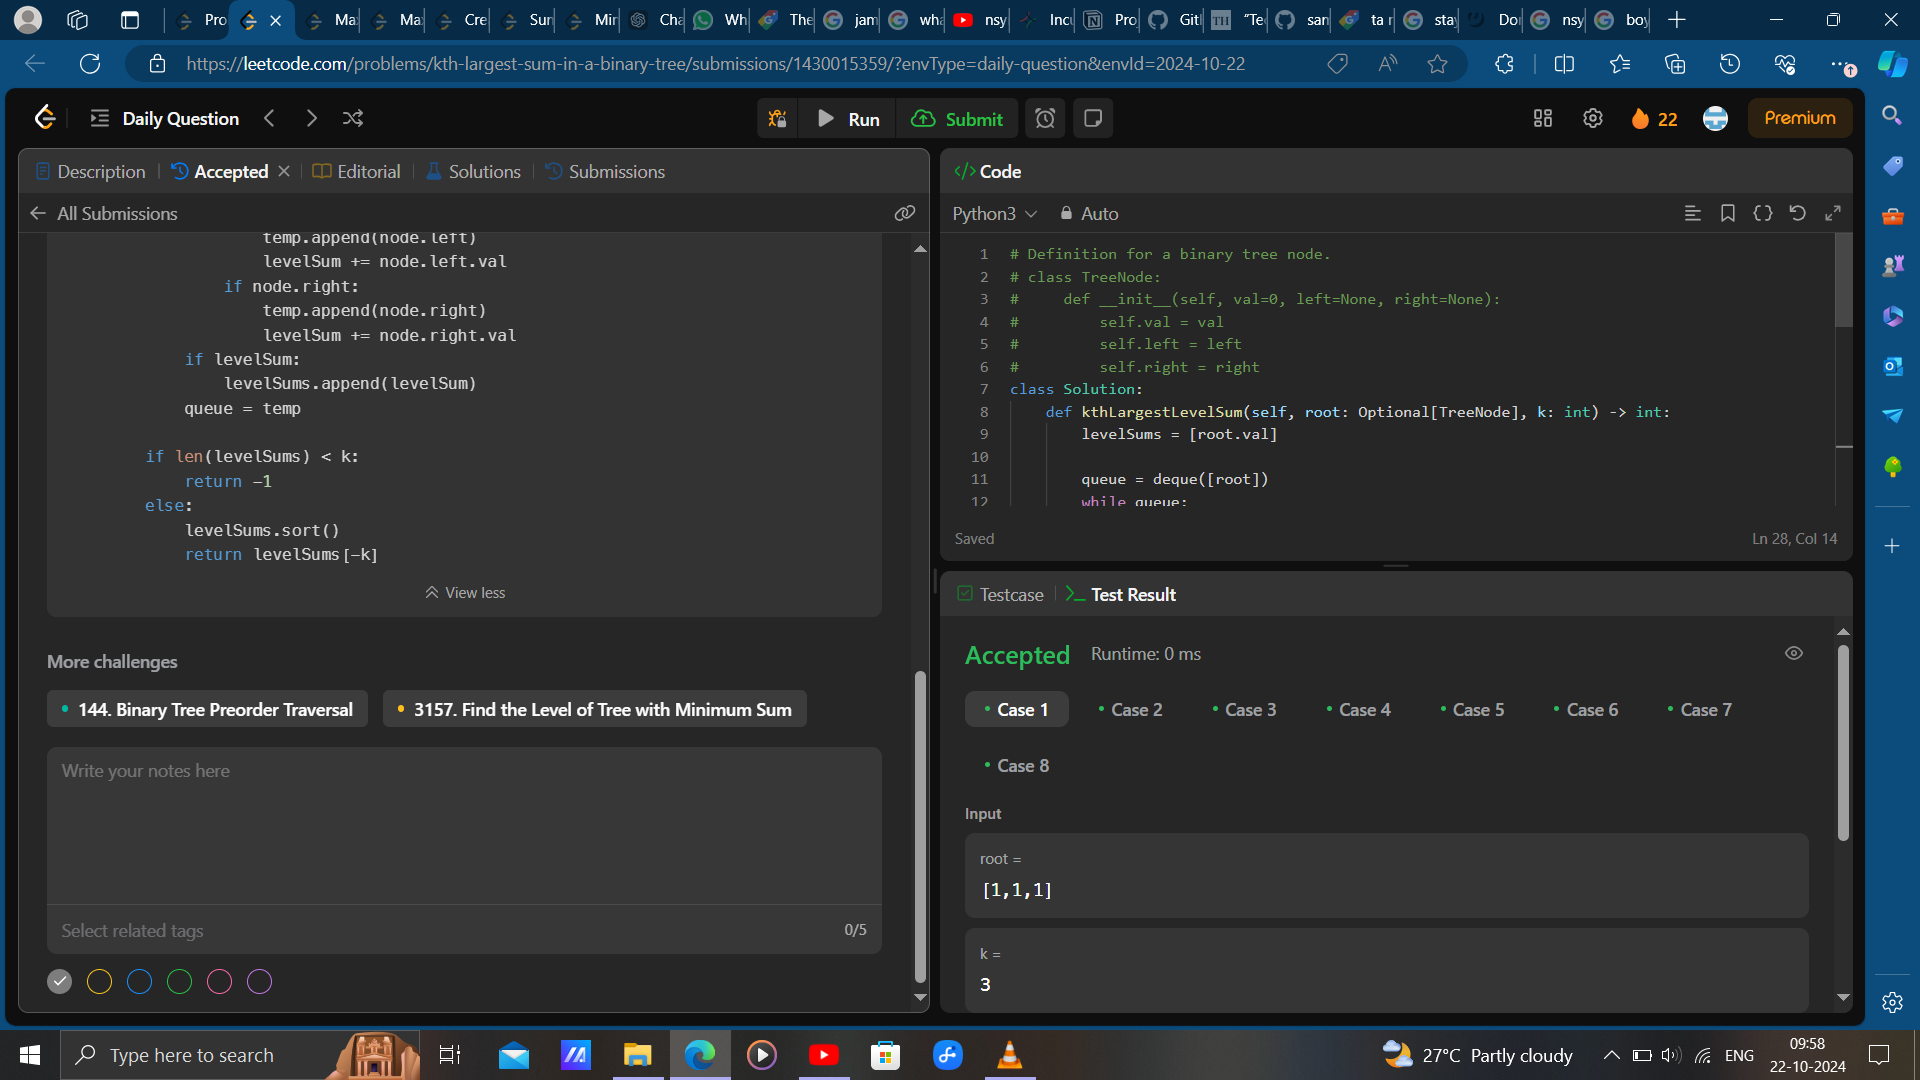 Pro
Ma
Ma
Cre
Sun
Min
Cha
Wh
The
jam
wha
nsy
Incu
Pro
Git
"Te
san
ta r
stay
Do
nsy
boy
https://leetcode.com/problems/kth-largest-sum-in-a-binary-tree/submissions/1430015359/?envType=daily-question&envId=2024-10-22
Daily Question
Run
Submit
22
Premium
Description
Accepted
Editorial
Solutions
Submissions
All Submissions
temp.append(node.left)
levelSum += node.left.val
if node.right:
temp.append(node.right)
levelSum += node.right.val
if levelSum:
levelSums.append(levelSum)
queue = temp
if len(levelSums) < k:
return -1
else:
levelSums.sort()
return levelSums[-k]
View less
More challenges
144. Binary Tree Preorder Traversal
3157. Find the Level of Tree with Minimum Sum
Write your notes here
Select related tags
0/5
</> Code
Python3
Auto
1 # Definition for a binary tree node.
2 # class TreeNode:
3 #     def __init__(self, val=0, left=None, right=None):
4 #         self.val = val
5 #         self.left = left
6 #         self.right = right
7 class Solution:
8     def kthLargestLevelSum(self, root: Optional[TreeNode], k: int) -> int:
9         levelSums = [root.val]
10
11         queue = deque([root])
12         while queue:
Saved
Ln 28, Col 14
Testcase
Test Result
Accepted
Runtime: 0 ms
Case 1
Case 2
Case 3
Case 4
Case 5
Case 6
Case 7
Case 8
Input
root =
[1,1,1]
k =
3
Type here to search
27°C Partly cloudy
ENG
09:58
22-10-2024